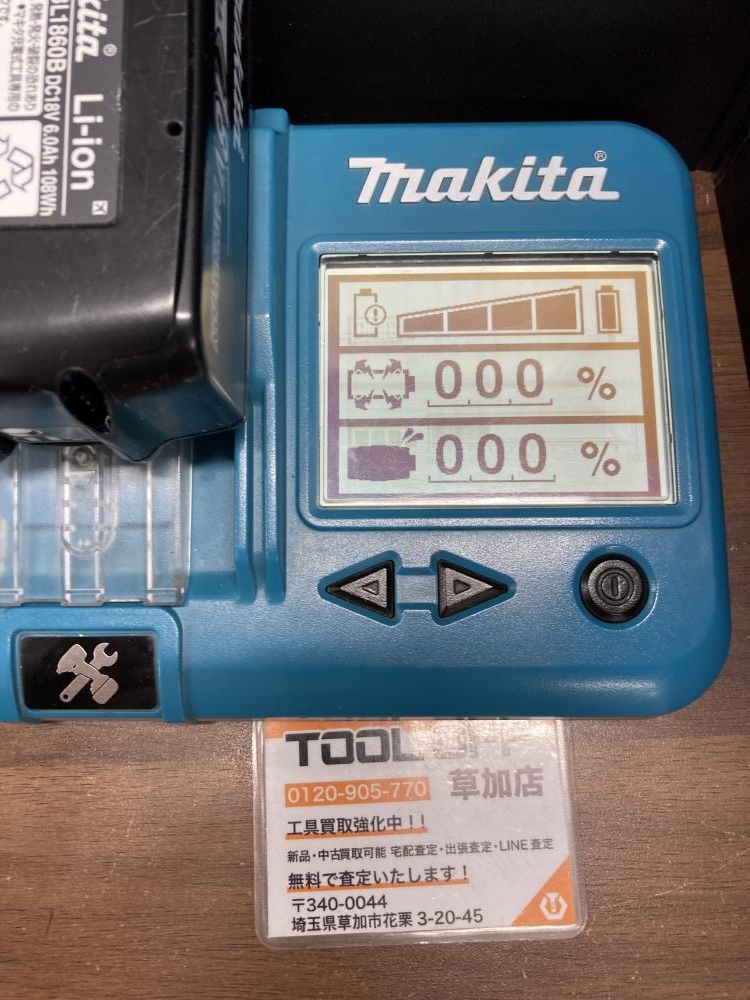 makita®
000 %
000 %
kita®
Li-ion
BL1860B DC18V 6.0Ah 108Wh
TOOL OFF
0120-905-770 草加店
工具買取強化中!!
新品・中古買取可能 宅配査定・出張査定・LINE査定
無料で査定いたします!
〒340-0044
埼玉県草加市花栗 3-20-45